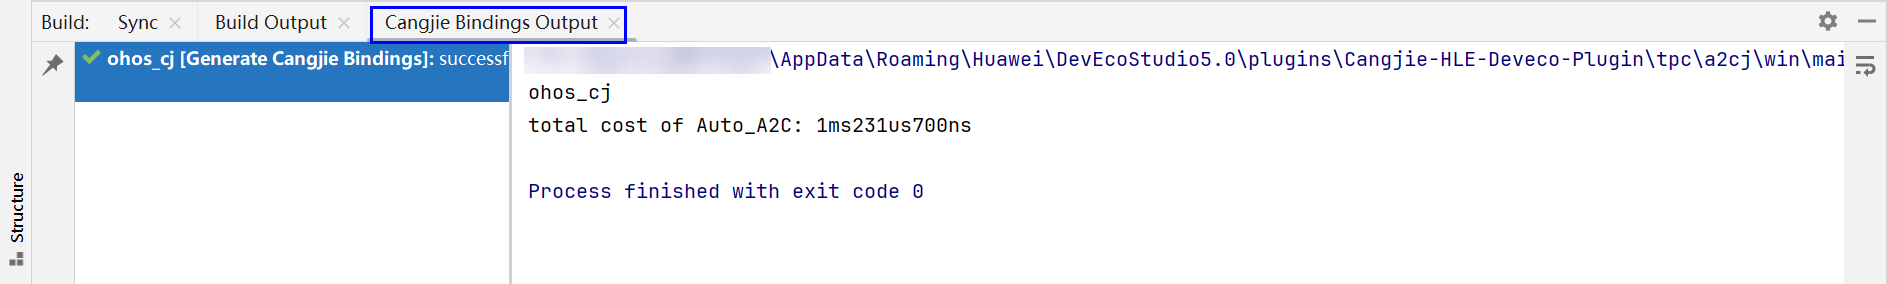 Build: Sync Build Output Cangjie Bindings Output
ohos_cj [Generate Cangjie Bindings]: successf
\AppData\Roaming\Huawei\DevEcoStudio5.0\plugins\Cangjie-HLE-Deveco-Plugin\tpc\a2cj\win\mai
ohos_cj
total cost of Auto_A2C: 1ms231us700ns
Process finished with exit code 0
Structure